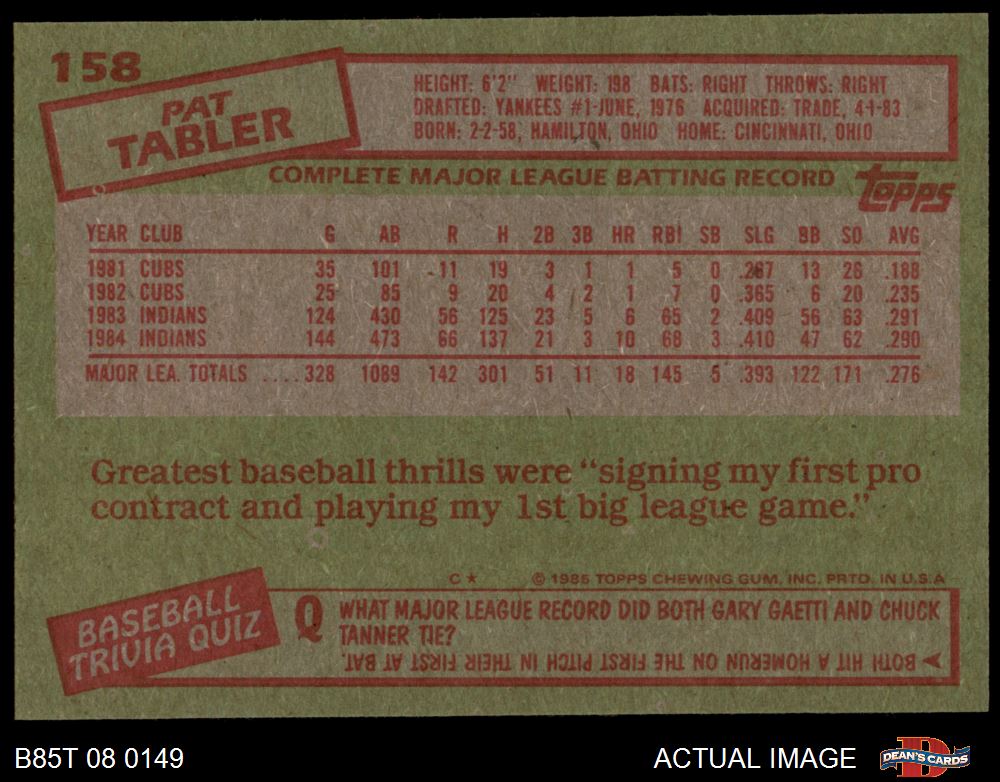 158
PAT
TABLER
HEIGHT: 6'2" WEIGHT: 198 BATS: RIGHT THROWS: RIGHT
DRAFTED: YANKEES #1-JUNE, 1976 ACQUIRED: TRADE, 4-1-83
BORN: 2-2-58, HAMILTON, OHIO HOME: CINCINNATI, OHIO
COMPLETE MAJOR LEAGUE BATTING RECORD
topps
YEAR CLUB G AB R H 2B 3B HR RBI SB SLG BB SO AVG
1981 CUBS 35 101 11 19 3 1 1 5 0 .267 13 26 .188
1982 CUBS 25 85 9 20 4 2 1 7 0 .365 6 20 .235
1983 INDIANS 124 430 56 125 23 5 6 65 2 .409 56 63 .291
1984 INDIANS 144 473 66 137 21 3 10 68 3 .410 47 62 .290
MAJOR LEA. TOTALS .... 328 1089 142 301 51 11 18 145 5 .393 122 171 .276
Greatest baseball thrills were “signing my first pro
contract and playing my 1st big league game.”
C★ © 1985 TOPPS CHEWING GUM, INC. PRTD. IN U.S.A
BASEBALL
TRIVIA QUIZ
Q WHAT MAJOR LEAGUE RECORD DID BOTH GARY GAETTI AND CHUCK
TANNER TIE?
BOTH HIT A HOMERUN ON THE FIRST PITCH IN THEIR FIRST AT BAT.
B85T 08 0149
ACTUAL IMAGE
D
DEAN'S CARDS